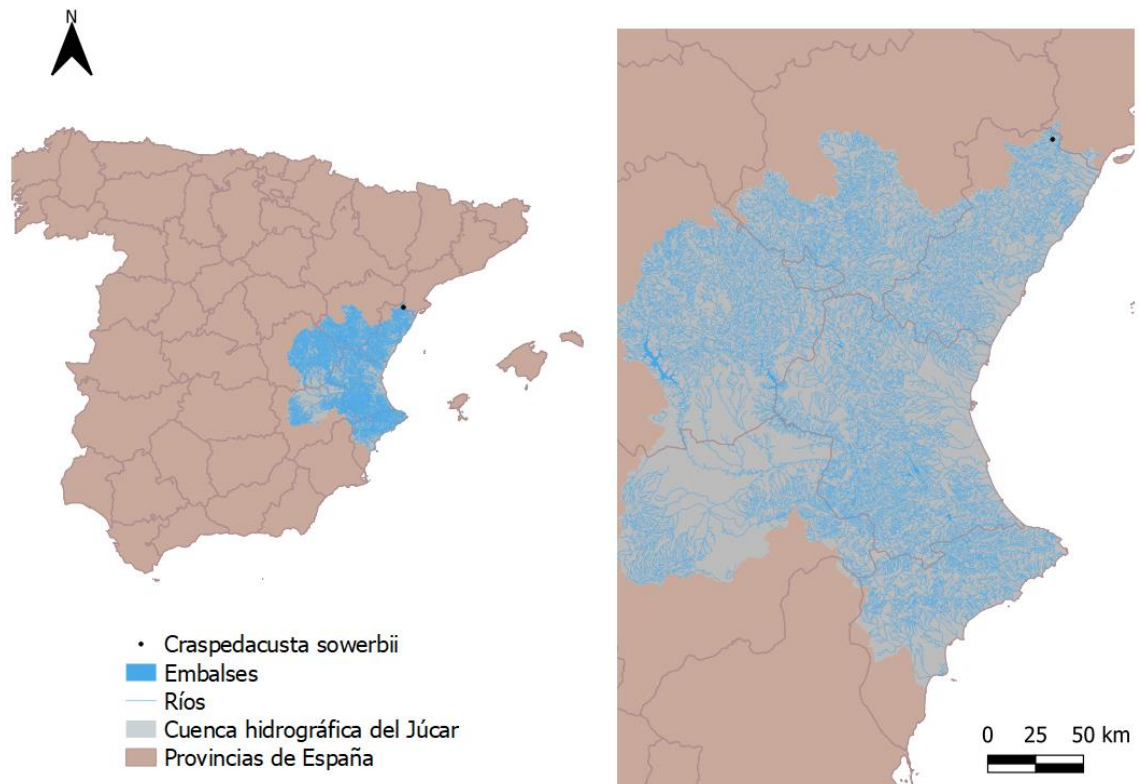 N
Craspedacusta sowerbii
Embalses
Ríos
Cuenca hidrográfica del Júcar
Provincias de España
0 25 50 km